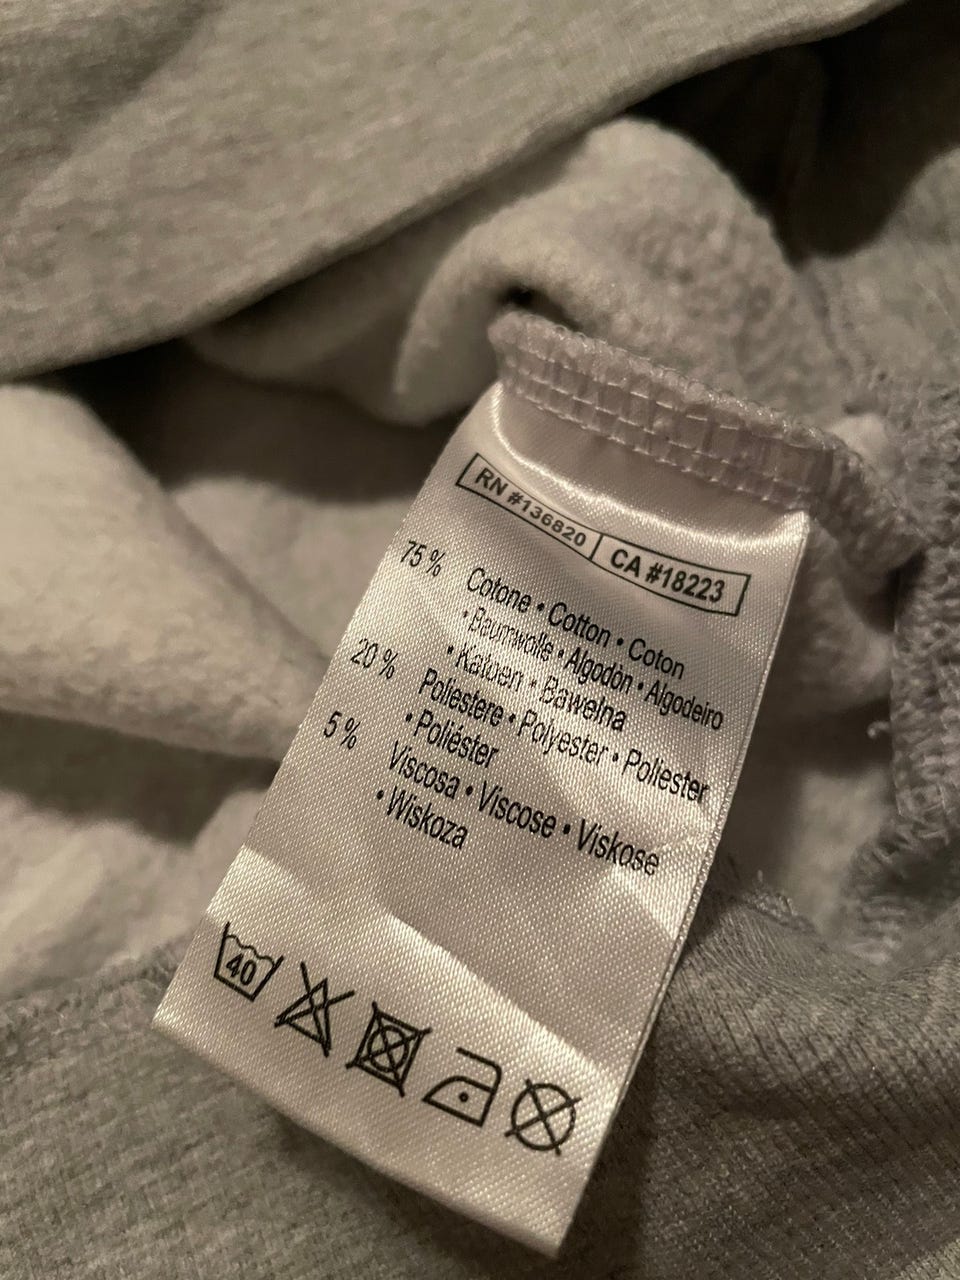 RN #136820 CA #18223
75 % Cotone • Cotton • Coton
• Baumwolle • Algodòn • Algodeiro
• Katoen • Bawełna
20 % Poliestere • Polyester • Poliester
• Poliéster
5 % Viscosa • Viscose • Viskose
• Wiskoza
40